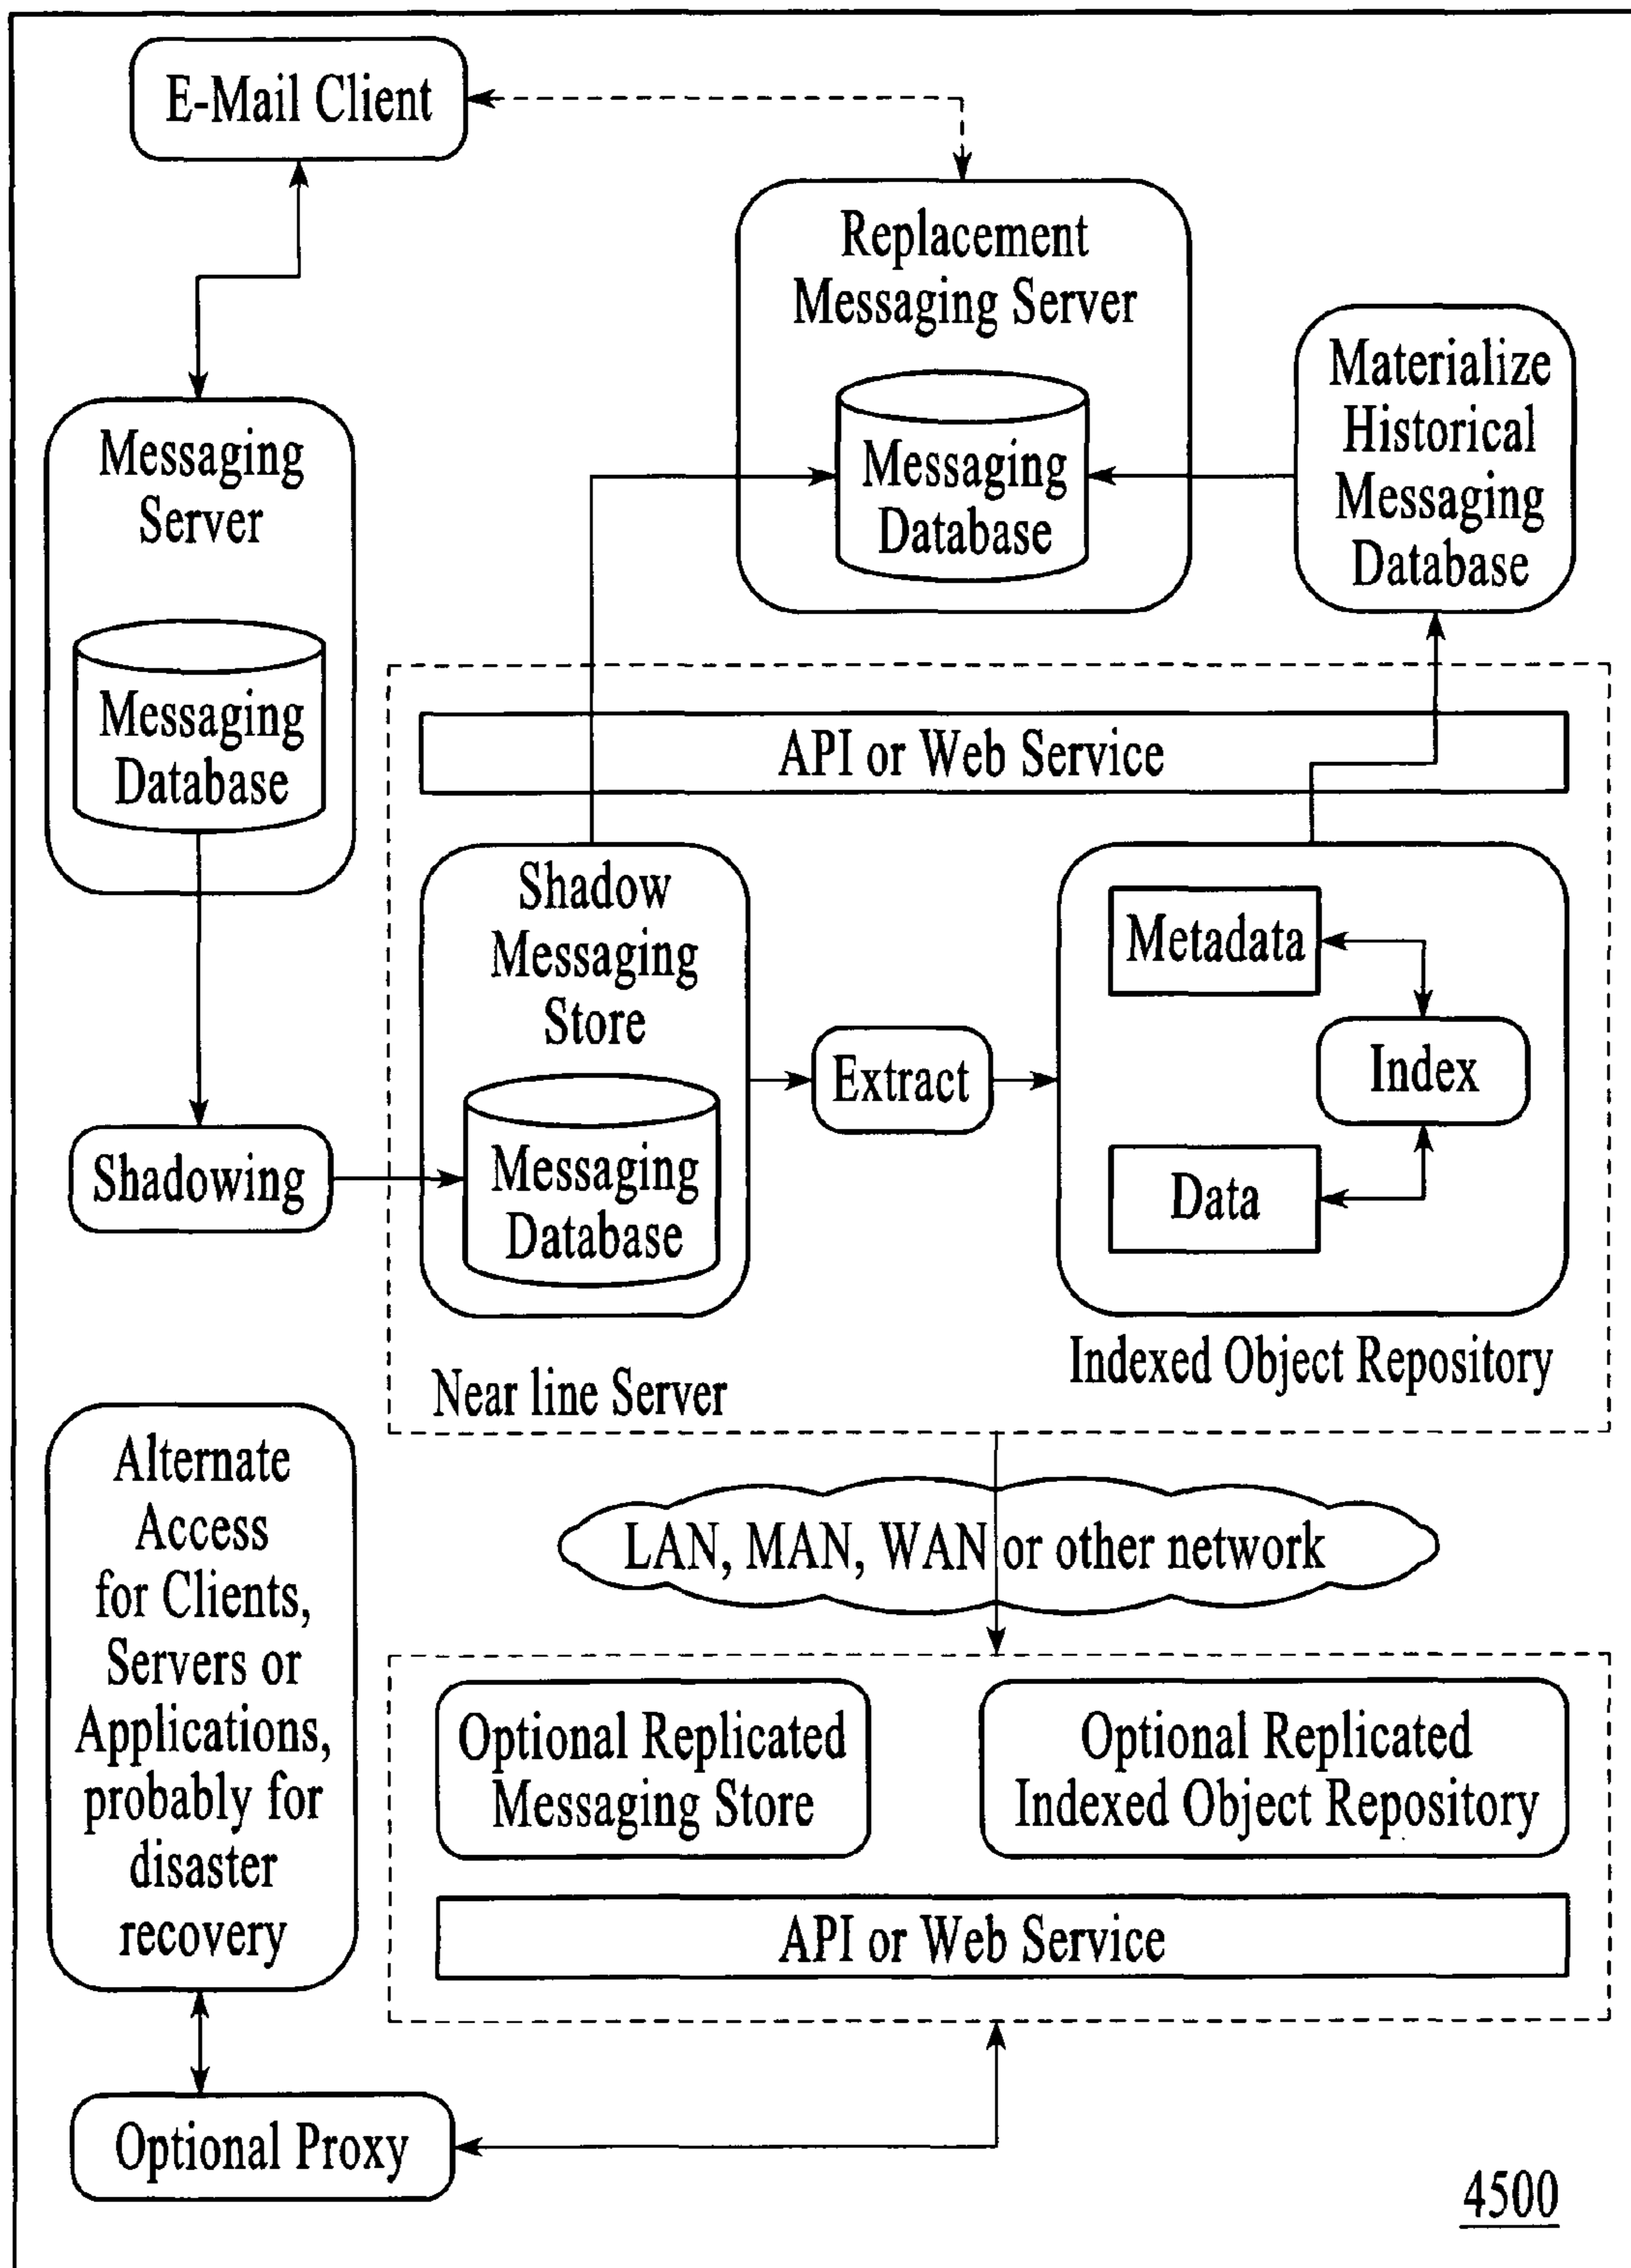 E-Mail Client
Replacement
Messaging Server
Messaging
Database
Materialize
Historical
Messaging
Database
Messaging
Server
Messaging
Database
API or Web Service
Shadow
Messaging
Store
Messaging
Database
Extract
Metadata
Index
Data
Shadowing
Indexed Object Repository
Near line Server
Alternate
Access
for Clients,
Servers or
Applications,
probably for
disaster
recovery
LAN, MAN, WAN or other network
Optional Replicated
Messaging Store
Optional Replicated
Indexed Object Repository
API or Web Service
Optional Proxy
4500